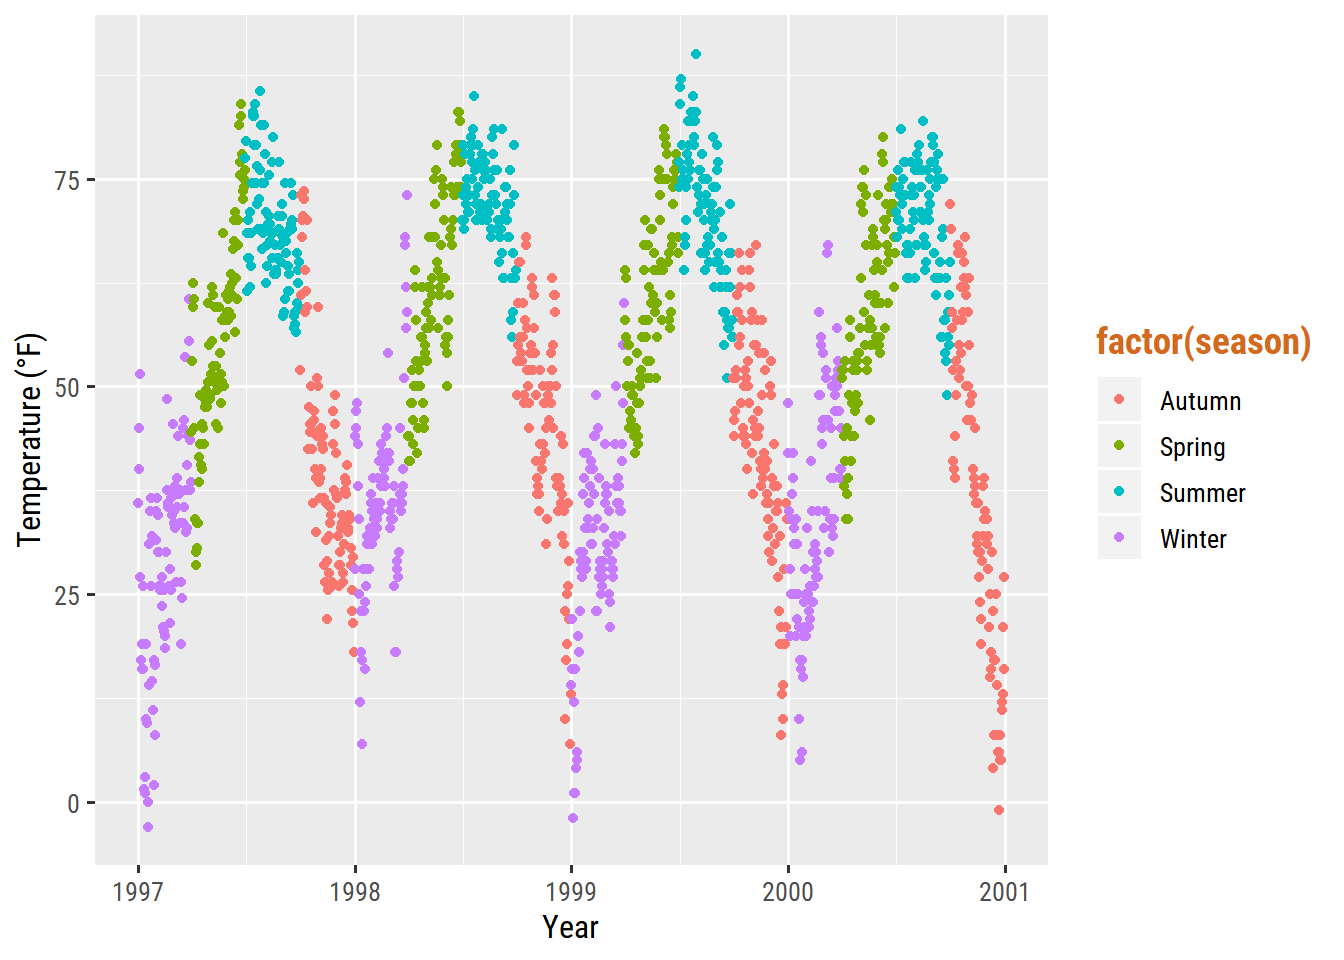 75
50
25
0
Temperature (°F)
1997 1998 1999 2000 2001
Year
factor(season)
Autumn
Spring
Summer
Winter